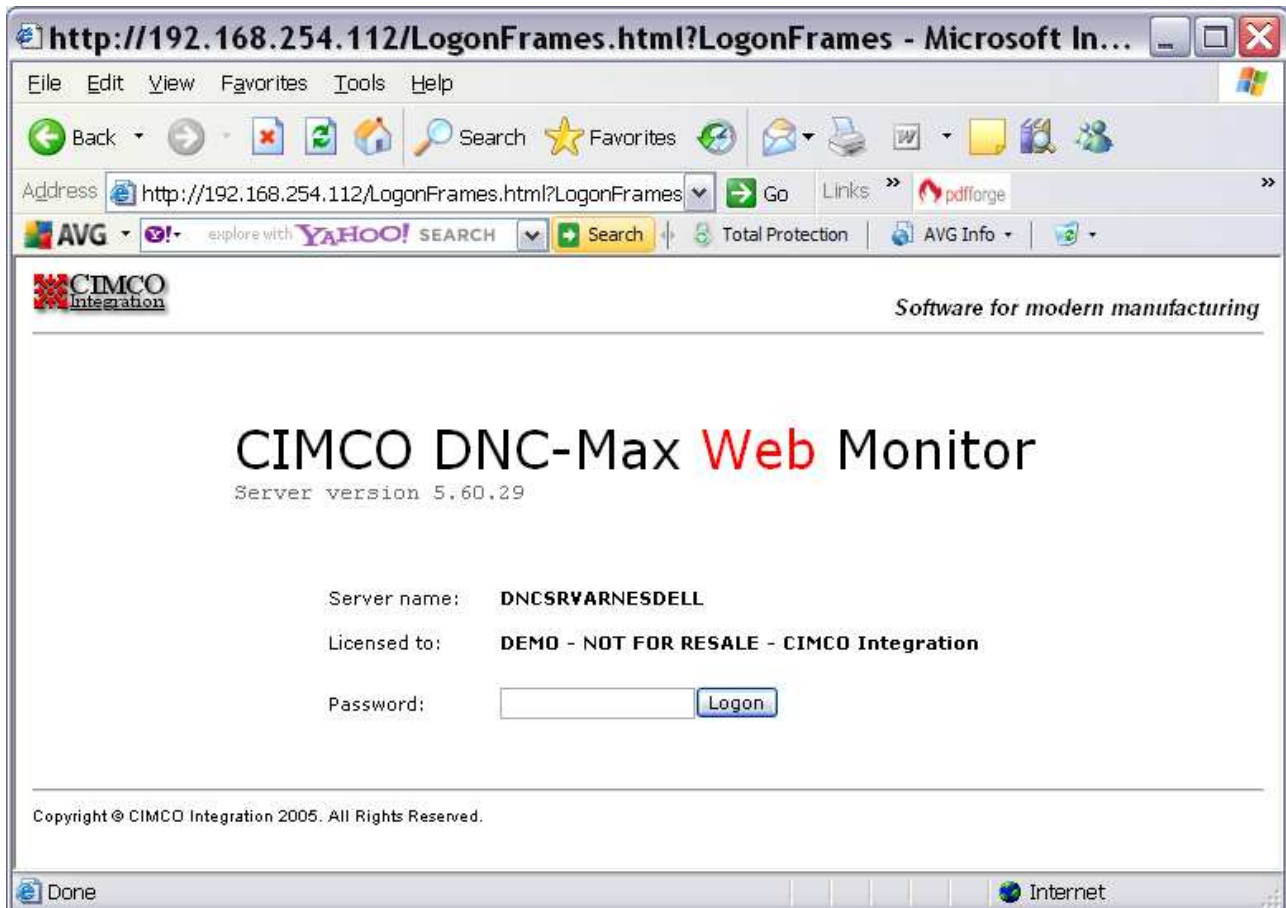 http://192.168.254.112/LogonFrames.html?LogonFrames - Microsoft In...
File Edit View Favorites Tools Help
Back Search Favorites
Address http://192.168.254.112/LogonFrames.html?LogonFrames Go Links » pdfforge »
AVG Y! explore with YAHOO! SEARCH Search Total Protection AVG Info
CIMCO
Integration
Software for modern manufacturing
CIMCO DNC-Max Web Monitor
Server version 5.60.29
Server name: DNCSRVARNESDELL
Licensed to: DEMO - NOT FOR RESALE - CIMCO Integration
Password: Logon
Copyright © CIMCO Integration 2005. All Rights Reserved.
Done Internet